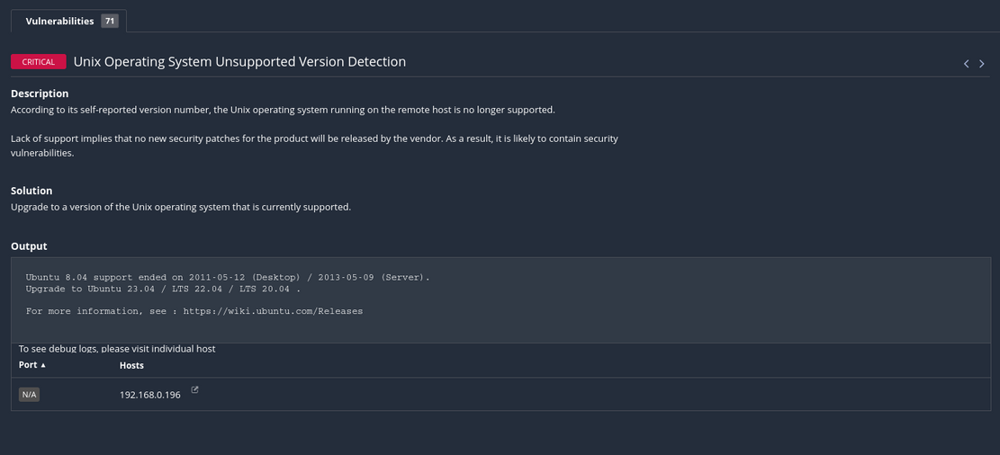 Vulnerabilities 71
CRITICAL Unix Operating System Unsupported Version Detection
Description
According to its self-reported version number, the Unix operating system running on the remote host is no longer supported.
Lack of support implies that no new security patches for the product will be released by the vendor. As a result, it is likely to contain security
vulnerabilities.
Solution
Upgrade to a version of the Unix operating system that is currently supported.
Output
Ubuntu 8.04 support ended on 2011-05-12 (Desktop) / 2013-05-09 (Server).
Upgrade to Ubuntu 23.04 / LTS 22.04 / LTS 20.04 .
For more information, see : https://wiki.ubuntu.com/Releases
To see debug logs, please visit individual host
Port ▲ Hosts
N/A 192.168.0.196